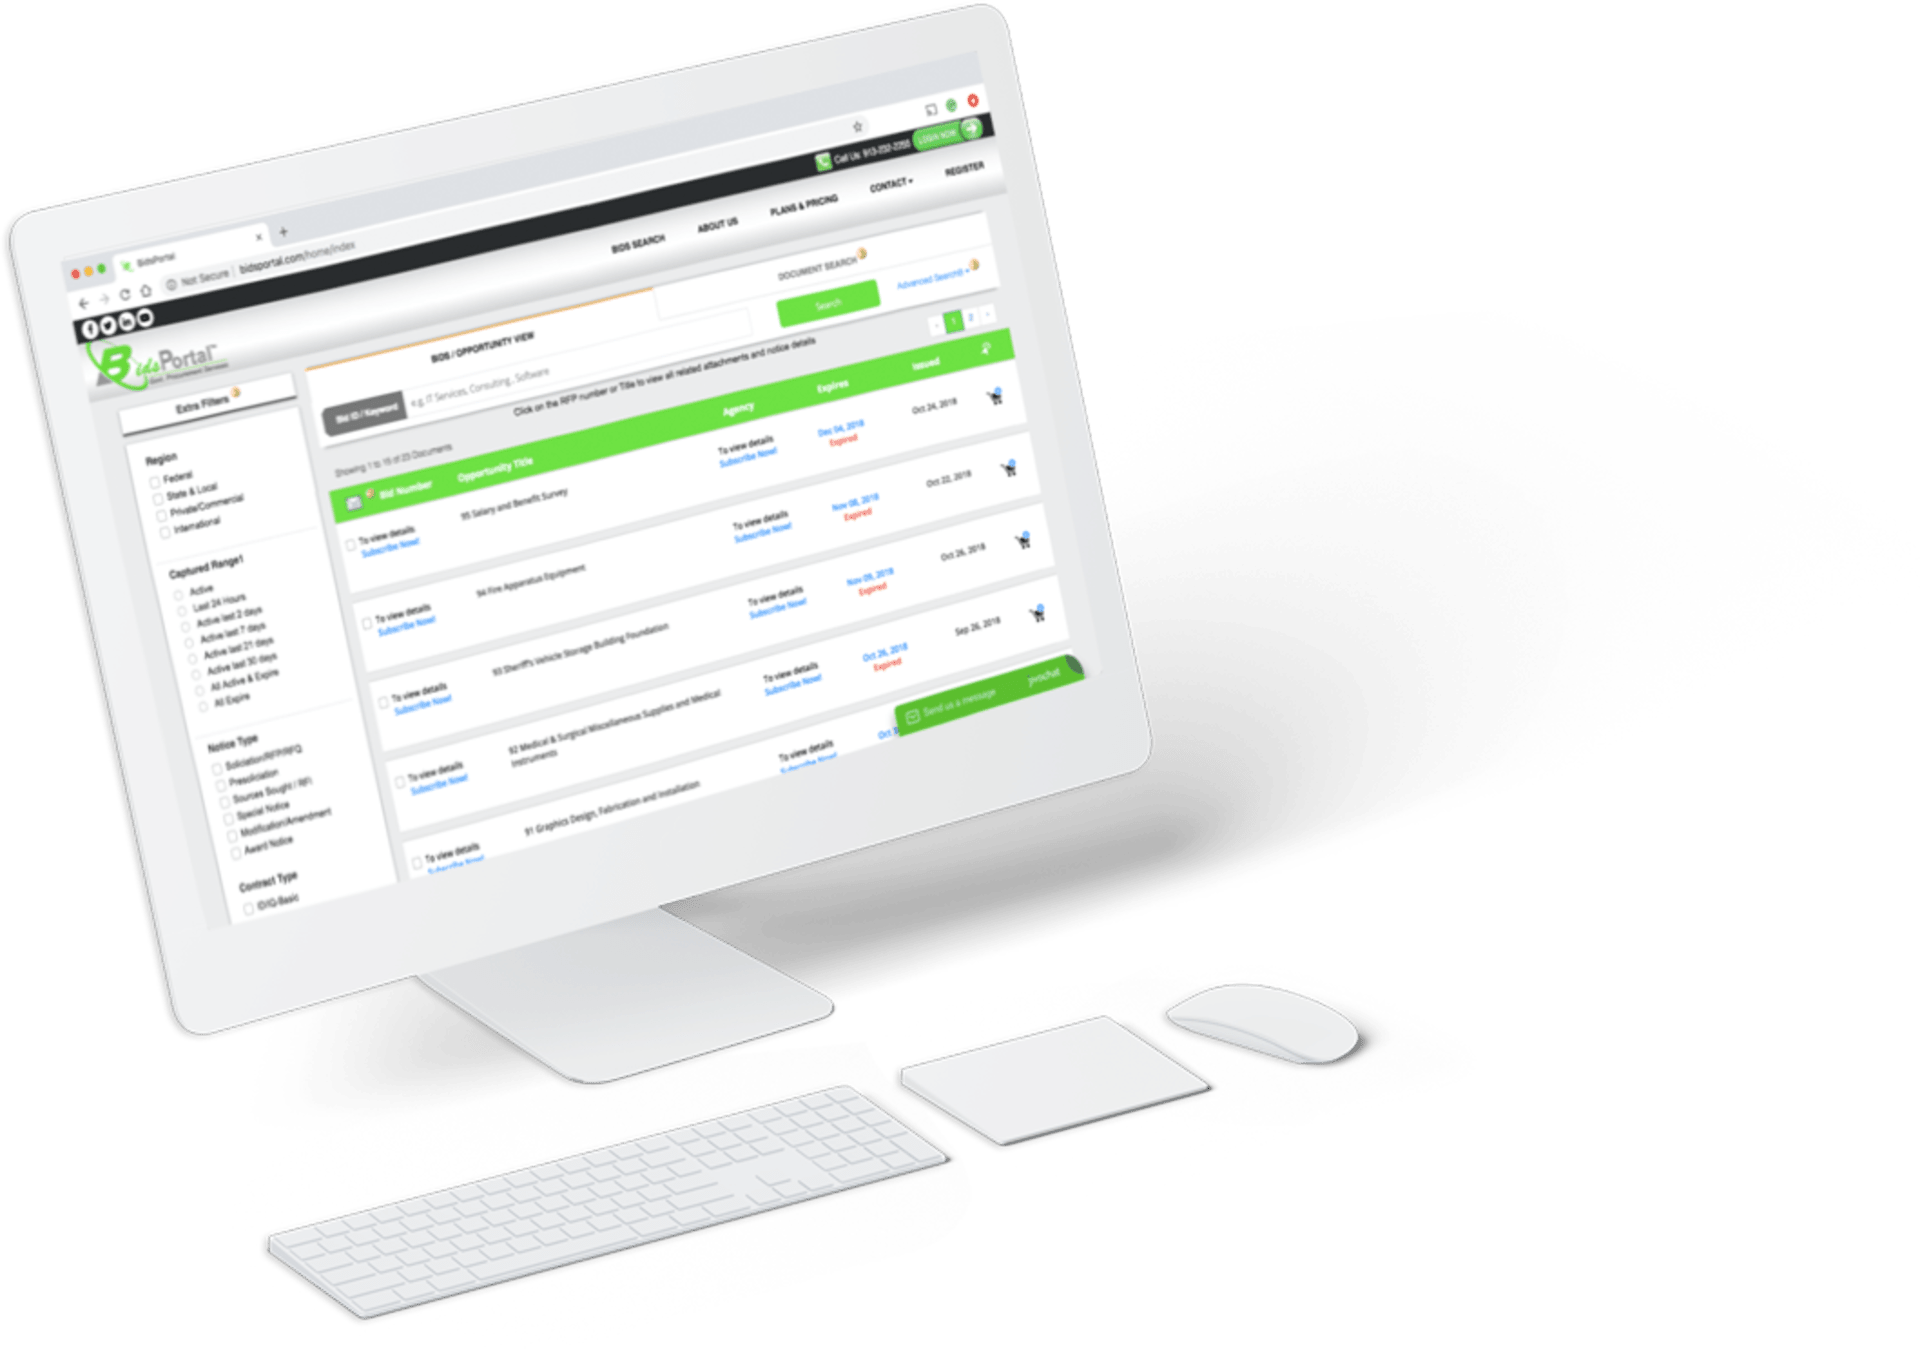 BidsPortal
Not Secure | bidsportal.com/home/index
Call Us: 913-232-2255
LOGIN NOW
BidsPortal™
Govt. Procurement Services
BIDS SEARCH
ABOUT US
PLANS & PRICING
CONTACT
REGISTER
Extra Filters
Region
Federal
State & Local
Private/Commercial
International
Captured Range1
Active
Last 24 Hours
Active last 2 days
Active last 7 days
Active last 21 days
Active last 30 days
All Active & Expire
All Expire
Notice Type
Solicitation/RFP/RFQ
Presolicitation
Sources Sought / RFI
Special Notice
Modification/Amendment
Award Notice
Contract Type
ID/IQ-Basic
BIDS / OPPORTUNITY VIEW
DOCUMENT SEARCH
Bid ID / Keyword
e.g. IT Services, Consulting, Software
Search
Advanced Search
Click on the RFP number or Title to view all related attachments and notice details
Showing 1 to 15 of 23 Documents
1 2
Bid Number
Opportunity Title
Agency
Expires
Issued
To view details
Subscribe Now!
95 Salary and Benefit Survey
To view details
Subscribe Now!
Dec 04, 2018
Expired
Oct 24, 2018
To view details
Subscribe Now!
94 Fire Apparatus Equipment
To view details
Subscribe Now!
Nov 08, 2018
Expired
Oct 22, 2018
To view details
Subscribe Now!
93 Sheriff's Vehicle Storage Building Foundation
To view details
Subscribe Now!
Nov 09, 2018
Expired
Oct 26, 2018
To view details
Subscribe Now!
92 Medical & Surgical Miscellaneous Supplies and Medical
Instruments
To view details
Subscribe Now!
Oct 26, 2018
Expired
Sep 26, 2018
To view details
Subscribe Now!
91 Graphics Design, Fabrication and Installation
To view details
Subscribe Now!
Oct
Send us a message